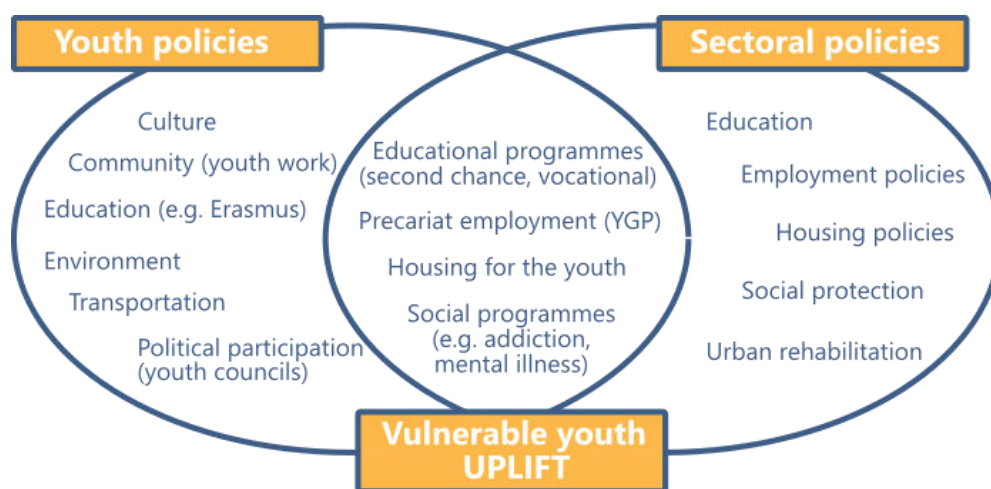 Youth policies
Sectoral policies
Culture
Community (youth work)
Education (e.g. Erasmus)
Environment
Transportation
Political participation
(youth councils)
Educational programmes
(second chance, vocational)
Precariat employment (YGP)
Housing for the youth
Social programmes
(e.g. addiction,
mental illness)
Education
Employment policies
Housing policies
Social protection
Urban rehabilitation
Vulnerable youth
UPLIFT